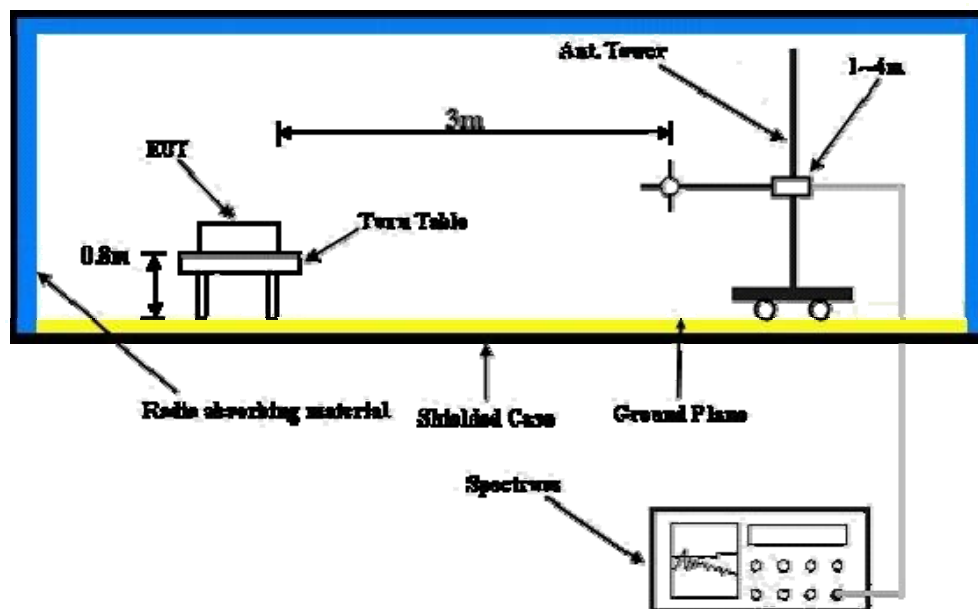 Ant. Tower
1~4m
3m
EUT
Turn Table
0.8m
Radio absorbing material
Shielded Case
Ground Plane
Spectrum